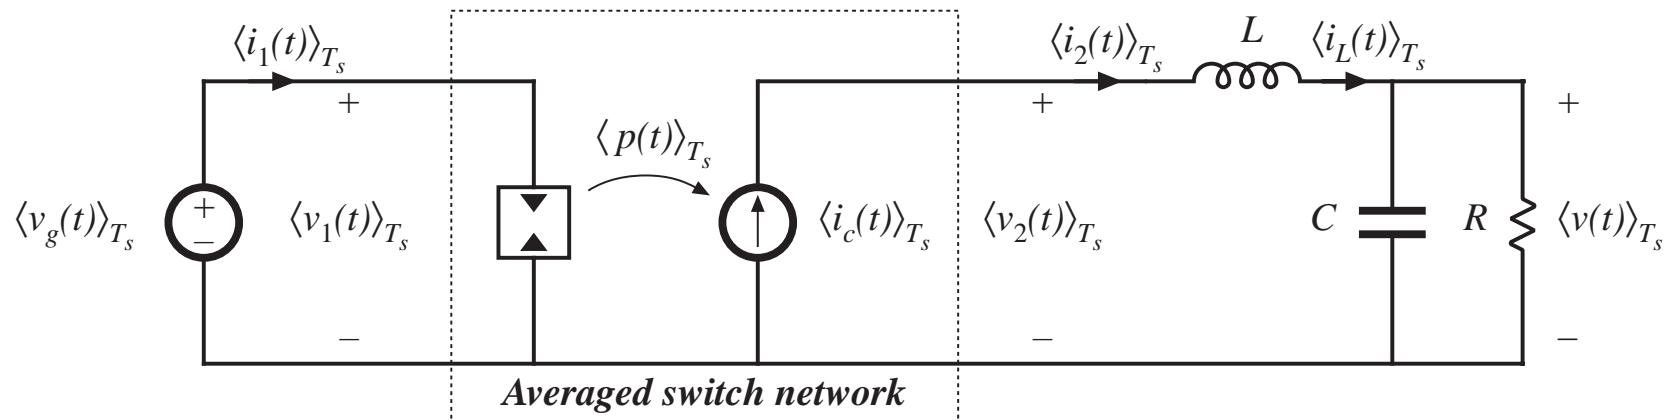 ⟨i₁(t)⟩_{T_s}
⟨i₂(t)⟩_{T_s}
L
⟨i_L(t)⟩_{T_s}
+
+
+
⟨p(t)⟩_{T_s}
⟨v_g(t)⟩_{T_s}
+
–
⟨v₁(t)⟩_{T_s}
⟨i_c(t)⟩_{T_s}
⟨v₂(t)⟩_{T_s}
C
R
⟨v(t)⟩_{T_s}
–
–
–
Averaged switch network